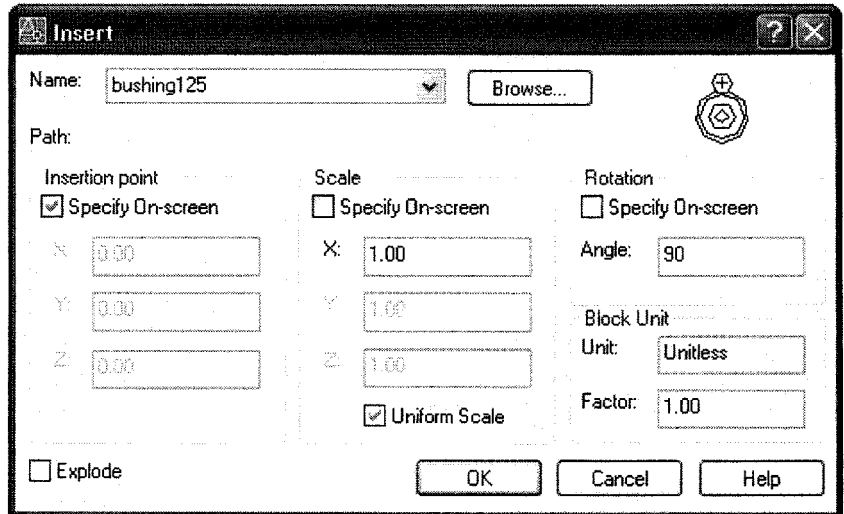 Insert
Name: bushing125 Browse...
Path:
Insertion point
Specify On-screen
X: 0.00
Y: 0.00
Z: 0.00
Scale
Specify On-screen
X: 1.00
Y: 1.00
Z: 1.00
Uniform Scale
Rotation
Specify On-screen
Angle: 90
Block Unit
Unit: Unitless
Factor: 1.00
Explode
OK Cancel Help